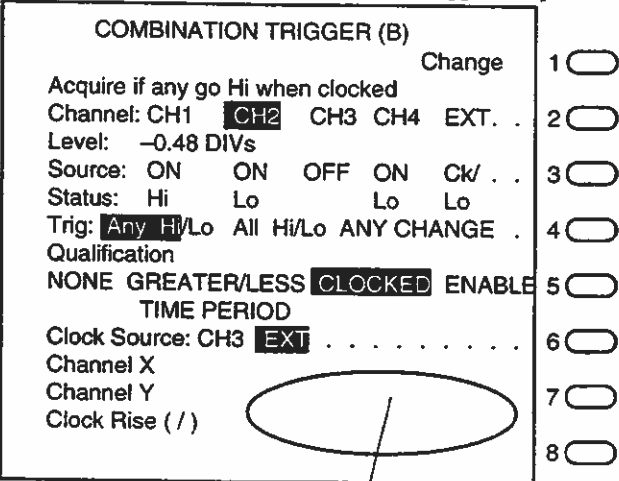 COMBINATION TRIGGER (B)
Change
1
Acquire if any go Hi when clocked
Channel: CH1 CH2 CH3 CH4 EXT. . 2
Level: –0.48 DIVs
Source: ON ON OFF ON Ck/ . . 3
Status: Hi Lo Lo Lo
Trig: Any Hi/Lo All Hi/Lo ANY CHANGE . 4
Qualification
NONE GREATER/LESS CLOCKED ENABLE 5
TIME PERIOD
Clock Source: CH3 EXT . . . . . . . . . 6
Channel X
Channel Y 7
Clock Rise ( / )
8